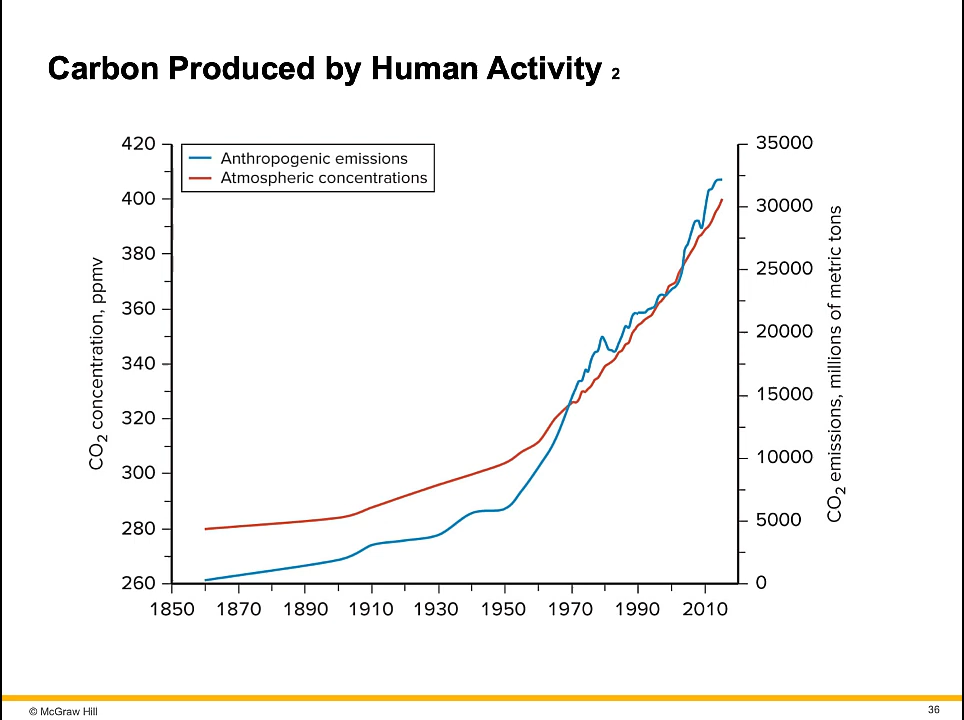 Carbon Produced by Human Activity 2
Anthropogenic emissions
Atmospheric concentrations
420
400
380
360
340
320
300
280
260
CO2 concentration, ppmv
35000
30000
25000
20000
15000
10000
5000
0
CO2 emissions, millions of metric tons
1850 1870 1890 1910 1930 1950 1970 1990 2010
© McGraw Hill
36